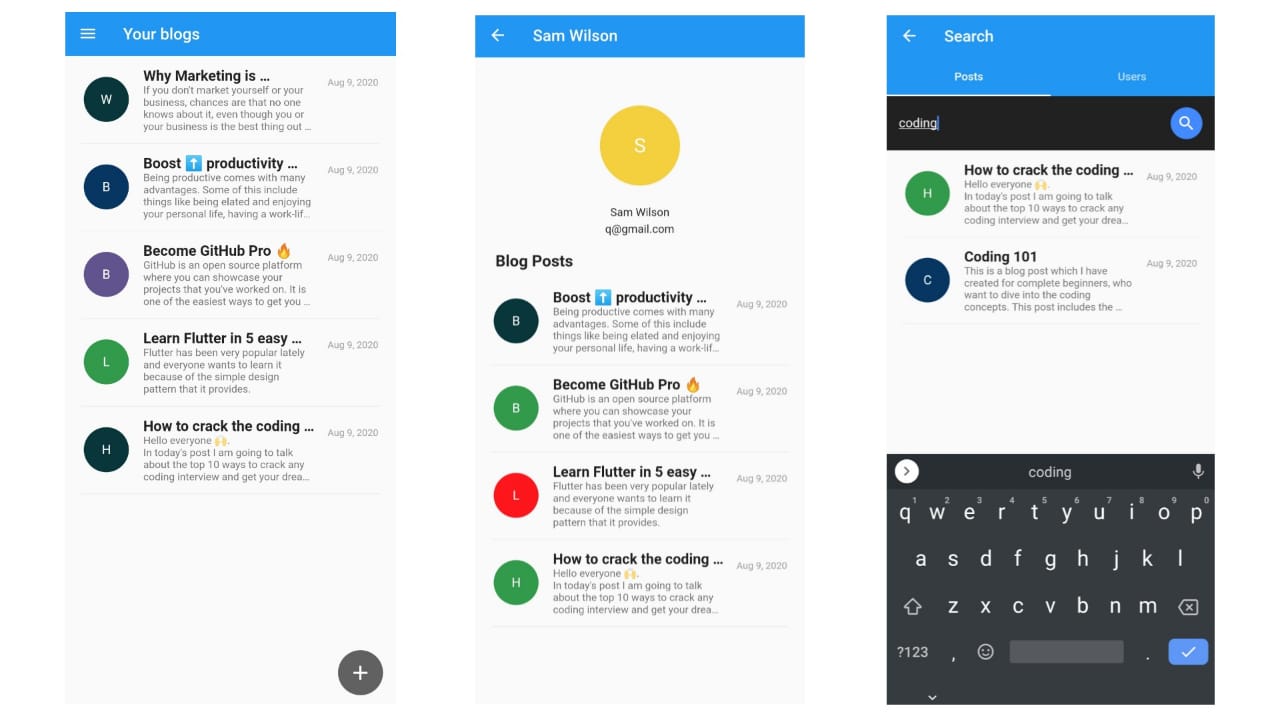 Your blogs
W
Why Marketing is ...
Aug 9, 2020
If you don't market yourself or your
business, chances are that no one
knows about it, even though you or
your business is the best thing out ...
B
Boost ⬆️ productivity ...
Aug 9, 2020
Being productive comes with many
advantages. Some of this include
things like being elated and enjoying
your personal life, having a work-lif...
B
Become GitHub Pro 🔥
Aug 9, 2020
GitHub is an open source platform
where you can showcase your
projects that you've worked on. It is
one of the easiest ways to get you ...
L
Learn Flutter in 5 easy ...
Aug 9, 2020
Flutter has been very popular lately
and everyone wants to learn it
because of the simple design
pattern that it provides.
H
How to crack the coding ...
Aug 9, 2020
Hello everyone 🙌🏻.
In today's post I am going to talk
about the top 10 ways to crack any
coding interview and get your drea...
+
Sam Wilson
S
Sam Wilson
q@gmail.com
Blog Posts
B
Boost ⬆️ productivity ...
Aug 9, 2020
Being productive comes with many
advantages. Some of this include
things like being elated and enjoying
your personal life, having a work-lif...
B
Become GitHub Pro 🔥
Aug 9, 2020
GitHub is an open source platform
where you can showcase your
projects that you've worked on. It is
one of the easiest ways to get you ...
L
Learn Flutter in 5 easy ...
Aug 9, 2020
Flutter has been very popular lately
and everyone wants to learn it
because of the simple design
pattern that it provides.
H
How to crack the coding ...
Aug 9, 2020
Hello everyone 🙌🏻.
In today's post I am going to talk
about the top 10 ways to crack any
coding interview and get your drea...
Search
Posts Users
coding
H
How to crack the coding ...
Aug 9, 2020
Hello everyone 🙌🏻.
In today's post I am going to talk
about the top 10 ways to crack any
coding interview and get your drea...
C
Coding 101
Aug 9, 2020
This is a blog post which I have
created for complete beginners, who
want to dive into the coding
concepts. This post includes the ...
coding
1 2 3 4 5 6 7 8 9 0
q w e r t y u i o p
a s d f g h j k l
z x c v b n m
?123 , .